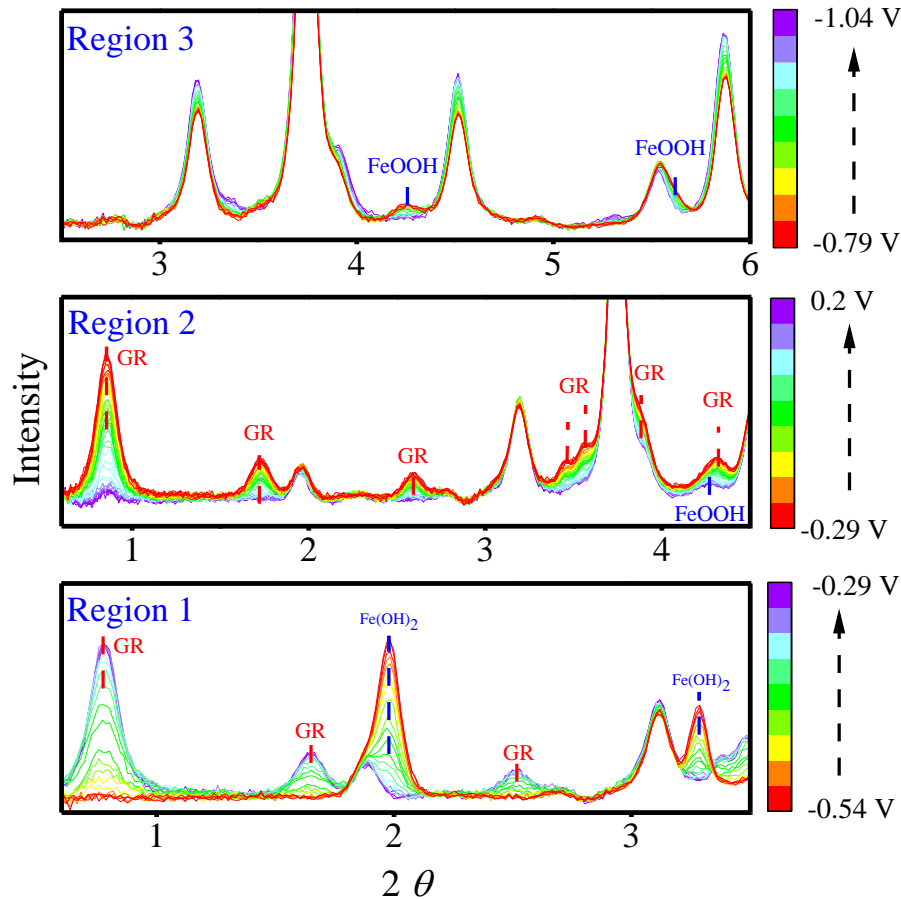 Region 3
FeOOH
FeOOH
-1.04 V
-0.79 V
3 4 5 6
Region 2
GR
GR
GR
GR
GR
GR
FeOOH
0.2 V
-0.29 V
1 2 3 4
Intensity
Region 1
GR
GR
Fe(OH)2
GR
Fe(OH)2
-0.29 V
-0.54 V
1 2 3
2 θ